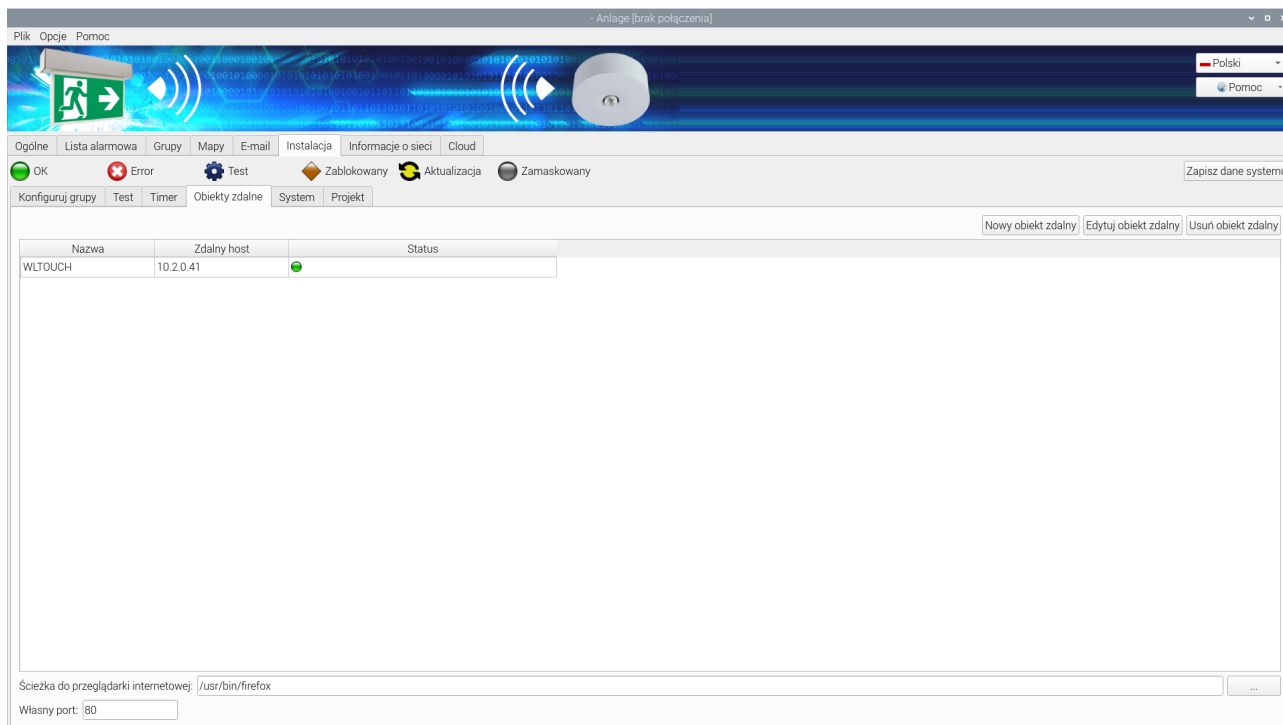 - Anlage [brak połączenia]
Plik Opcje Pomoc
Polski
Pomoc
Ogólne Lista alarmowa Grupy Mapy E-mail Instalacja Informacje o sieci Cloud
OK Error Test Zablokowany Aktualizacja Zamaskowany Zapisz dane systemu
Konfiguruj grupy Test Timer Obiekty zdalne System Projekt
Nowy obiekt zdalny Edytuj obiekt zdalny Usuń obiekt zdalny
Nazwa Zdalny host Status
WLTOUCH 10.2.0.41
Ścieżka do przeglądarki internetowej: /usr/bin/firefox ...
Własny port: 80